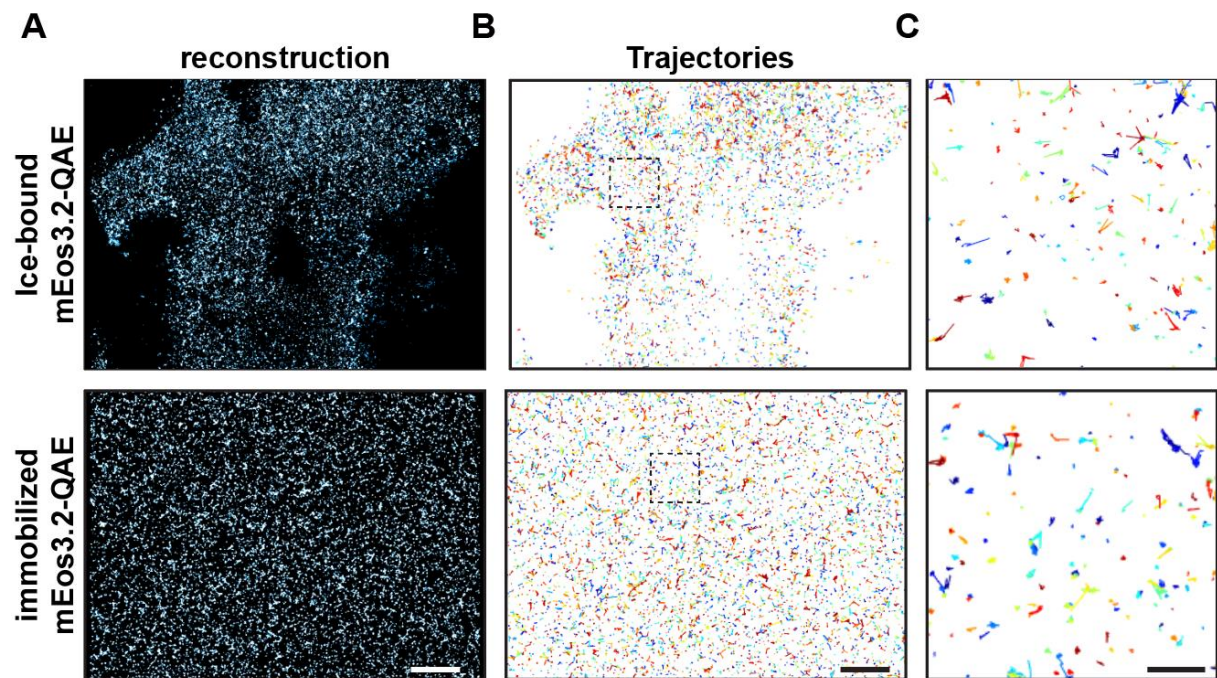 A
B
C
reconstruction
Trajectories
Ice-bound
mEos3.2-QAE
immobilized
mEos3.2-QAE